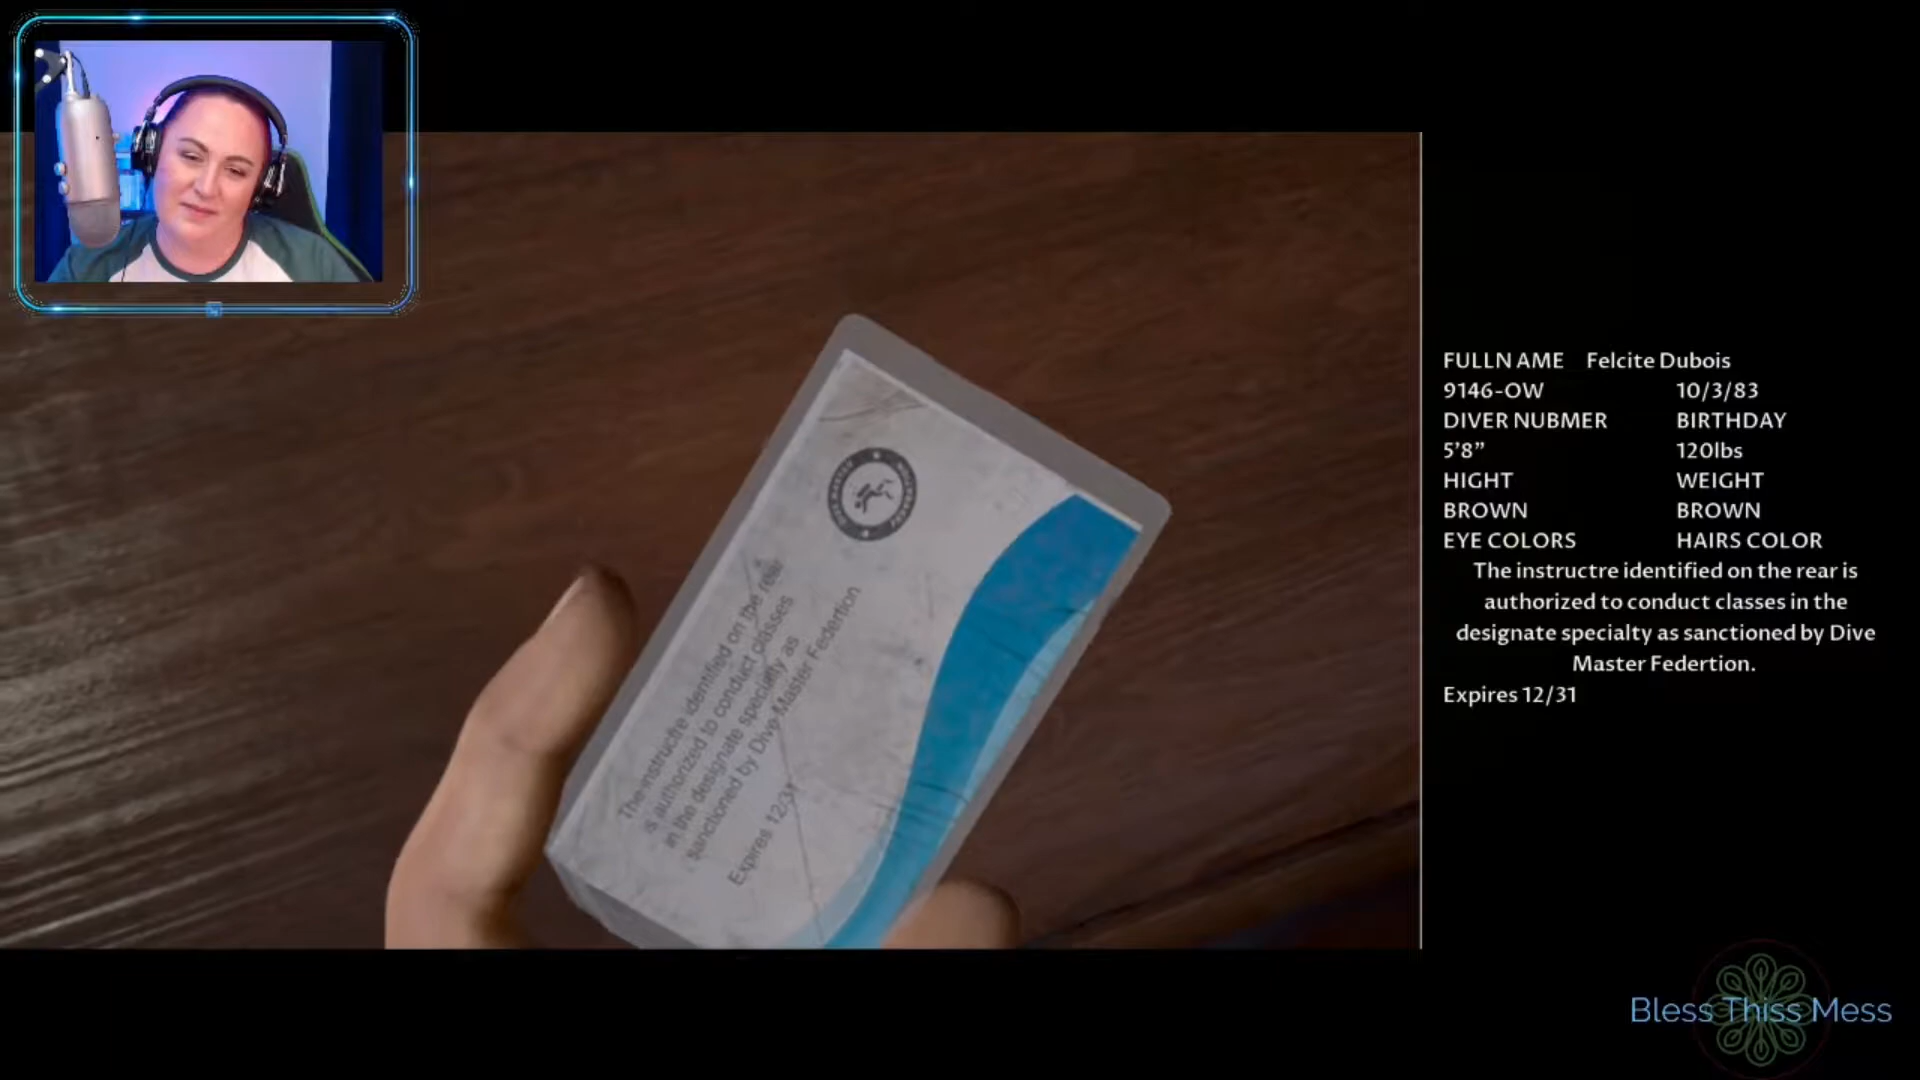 The instructre identified on the rear
is authorized to conduct classes
in the designate specialty as
sanctioned by Dive Master Federtion
Expires 12/31
FULLN AME Felcite Dubois
9146-OW 10/3/83
DIVER NUBMER BIRTHDAY
5'8” 120lbs
HIGHT WEIGHT
BROWN BROWN
EYE COLORS HAIRS COLOR
The instructre identified on the rear is
authorized to conduct classes in the
designate specialty as sanctioned by Dive
Master Federtion.
Expires 12/31
Bless Thiss Mess